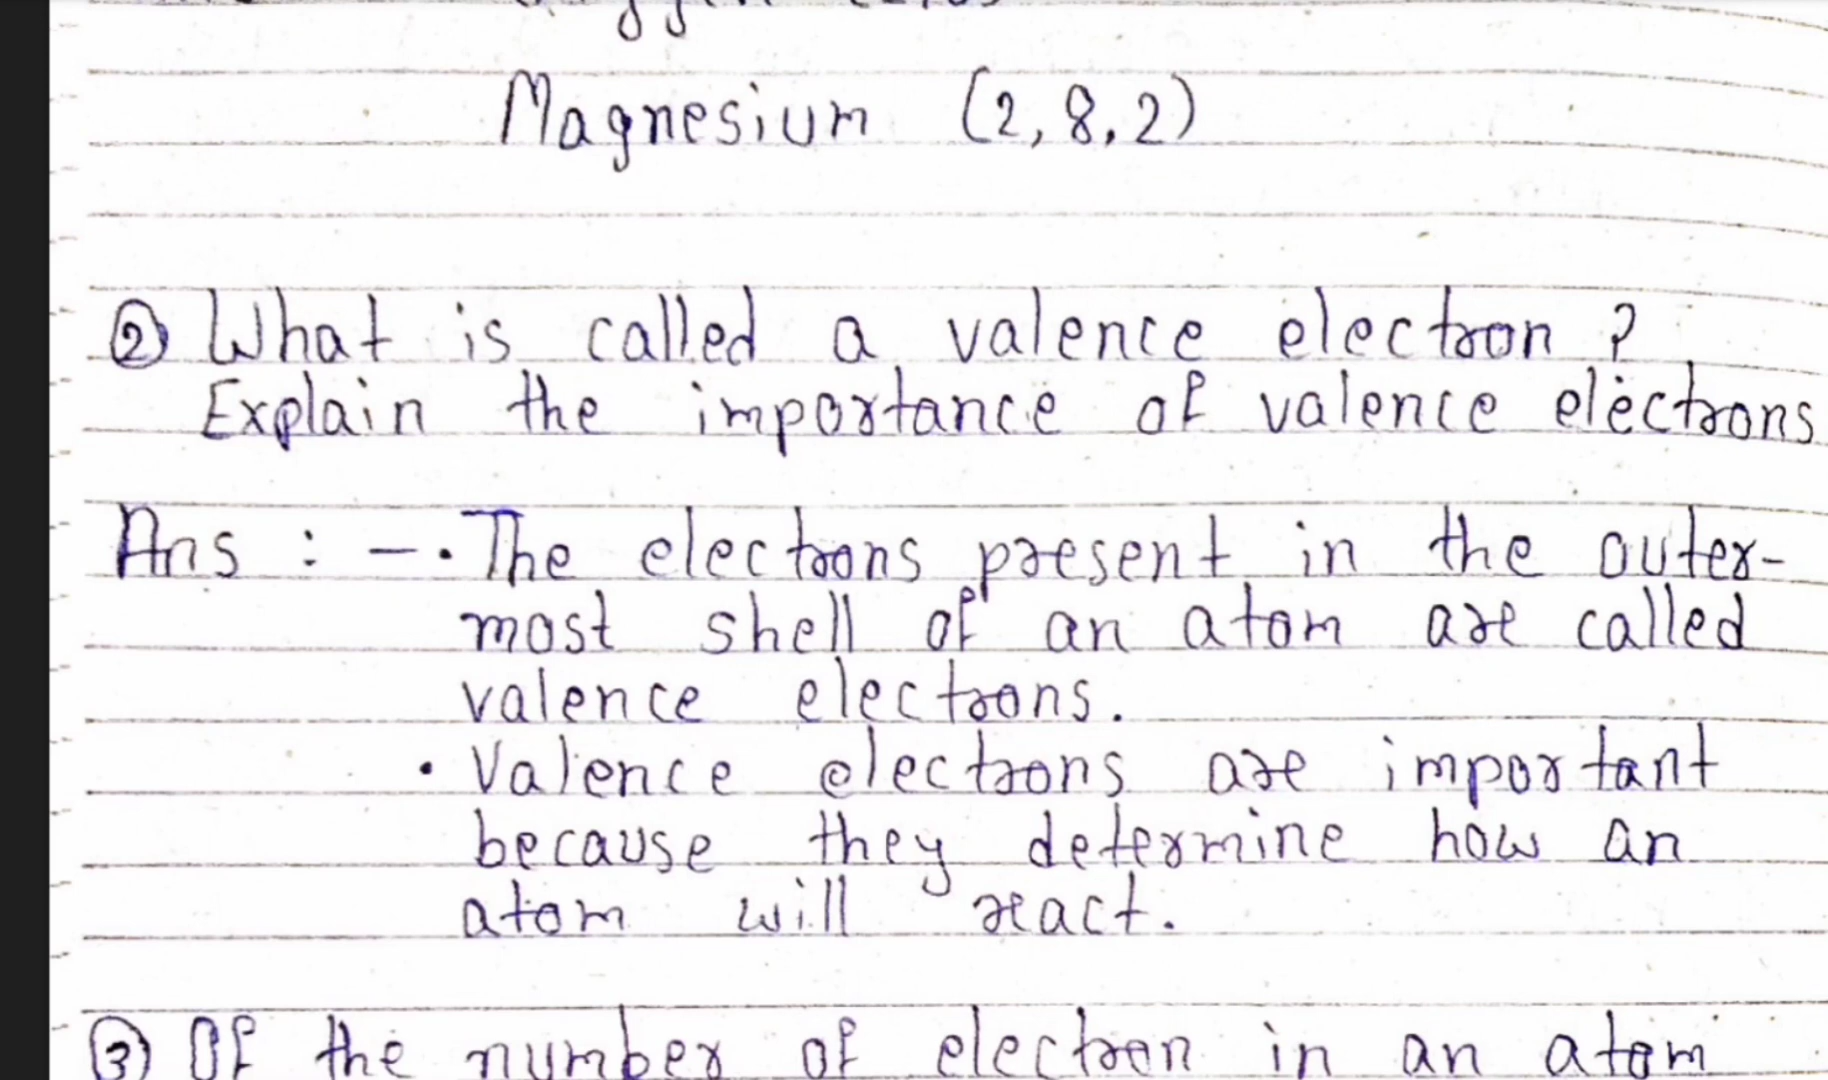 Magnesium (2,8,2)
② What is called a valence electron ?
Explain the importance of valence electrons
Ans : – • The electrons present in the outer-
most shell of an atom are called
valence electrons.
• Valence electrons are important
because they determine how an
atom will react.
③ Of the number of electron in an atom